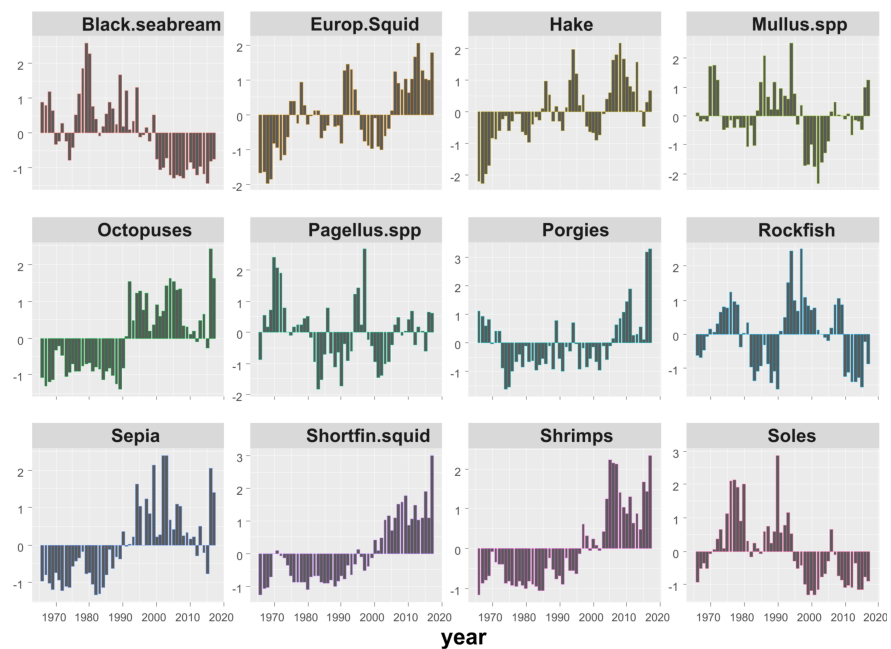 Black.seabream Europ.Squid Hake Mullus.spp
2 1 0 -1
2 1 0 -1 -2
2 1 0 -1 -2
2 1 0 -1 -2
Octopuses Pagellus.spp Porgies Rockfish
2 1 0 -1
2 1 0 -1 -2
3 2 1 0 -1
2 1 0 -1
Sepia Shortfin.squid Shrimps Soles
2 1 0 -1
3 2 1 0 -1
2 1 0 -1
3 2 1 0 -1
1970 1980 1990 2000 2010 2020 1970 1980 1990 2000 2010 2020 1970 1980 1990 2000 2010 2020 1970 1980 1990 2000 2010 2020
year